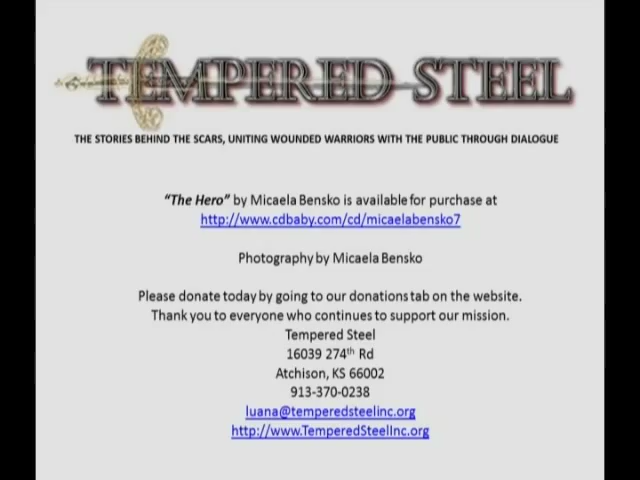 TEMPERED STEEL
THE STORIES BEHIND THE SCARS, UNITING WOUNDED WARRIORS WITH THE PUBLIC THROUGH DIALOGUE
“The Hero” by Micaela Bensko is available for purchase at
http://www.cdbaby.com/cd/micaelabensko7
Photography by Micaela Bensko
Please donate today by going to our donations tab on the website.
Thank you to everyone who continues to support our mission.
Tempered Steel
16039 274th Rd
Atchison, KS 66002
913-370-0238
luana@temperedsteelinc.org
http://www.TemperedSteelInc.org